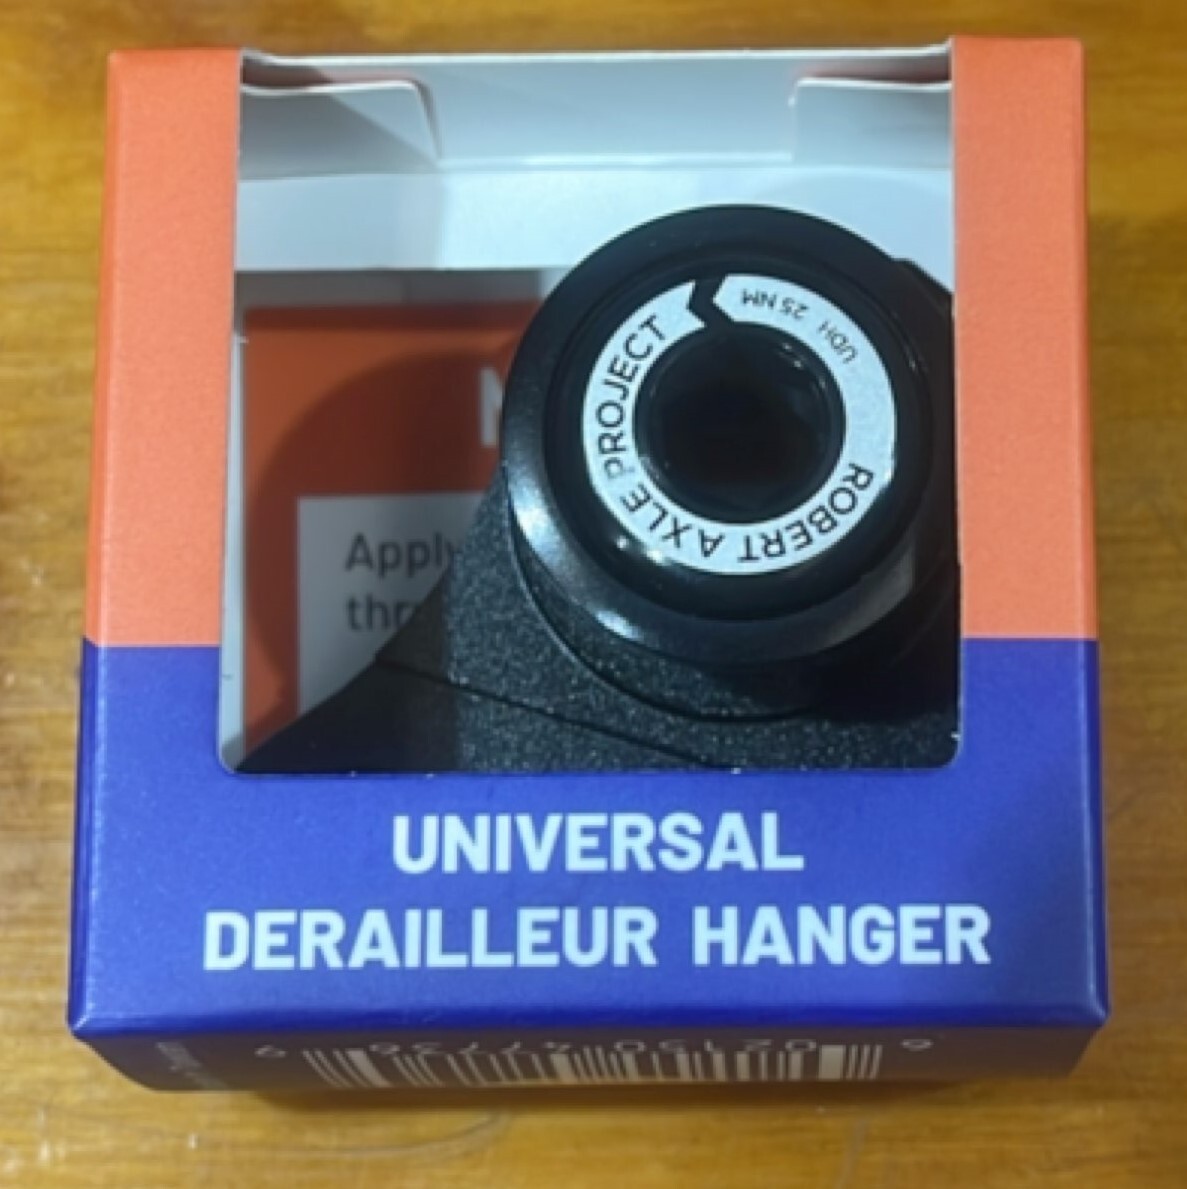 UDH 25 NM
ROBERT AXLE PROJECT
Apply
UNIVERSAL
DERAILLEUR HANGER